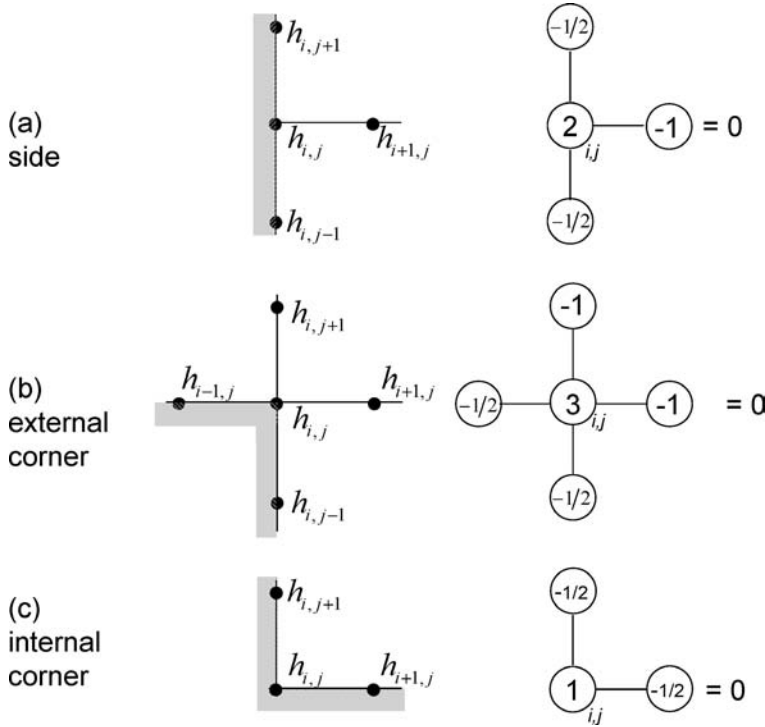 h_{i,j+1}
-1/2
(a)
side
h_{i,j}
h_{i+1,j}
2
i,j
-1
= 0
h_{i,j-1}
-1/2
h_{i,j+1}
-1
(b)
external
corner
h_{i-1,j}
h_{i+1,j}
h_{i,j}
-1/2
3
i,j
-1
= 0
h_{i,j-1}
-1/2
(c)
internal
corner
h_{i,j+1}
-1/2
h_{i,j}
h_{i+1,j}
1
i,j
-1/2
= 0